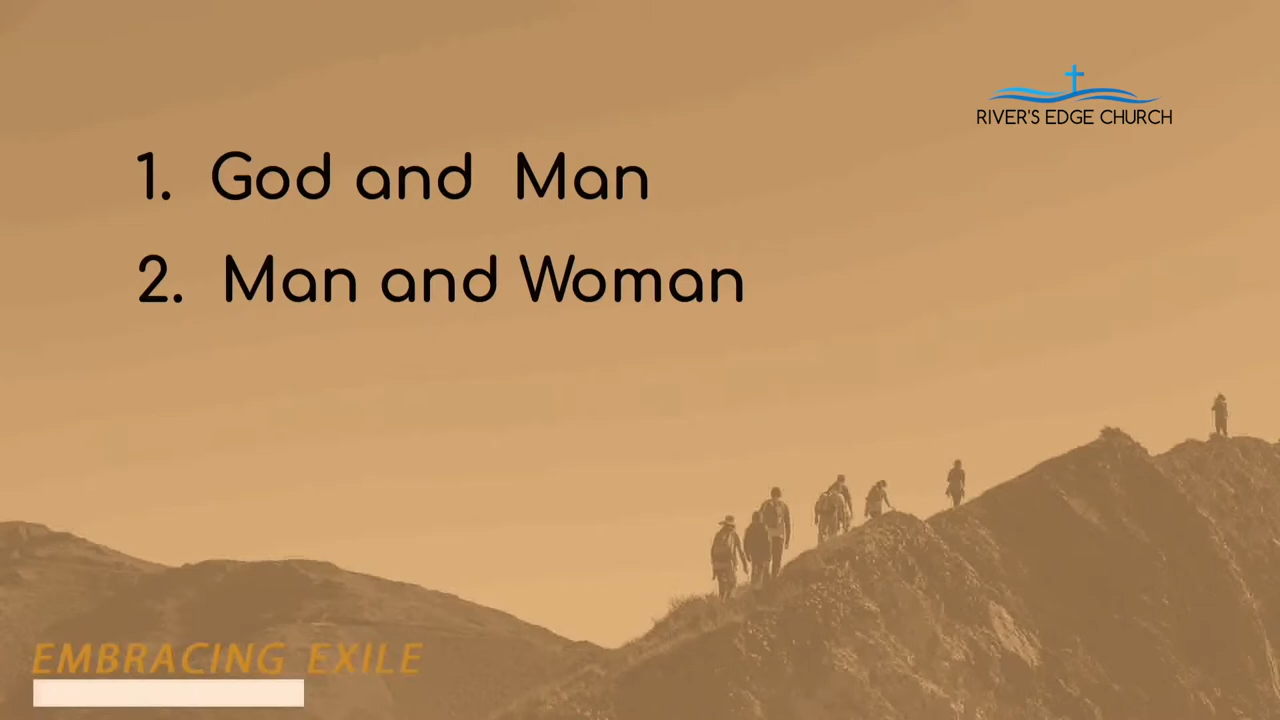 RIVER'S EDGE CHURCH
1. God and Man
2. Man and Woman
EMBRACING EXILE